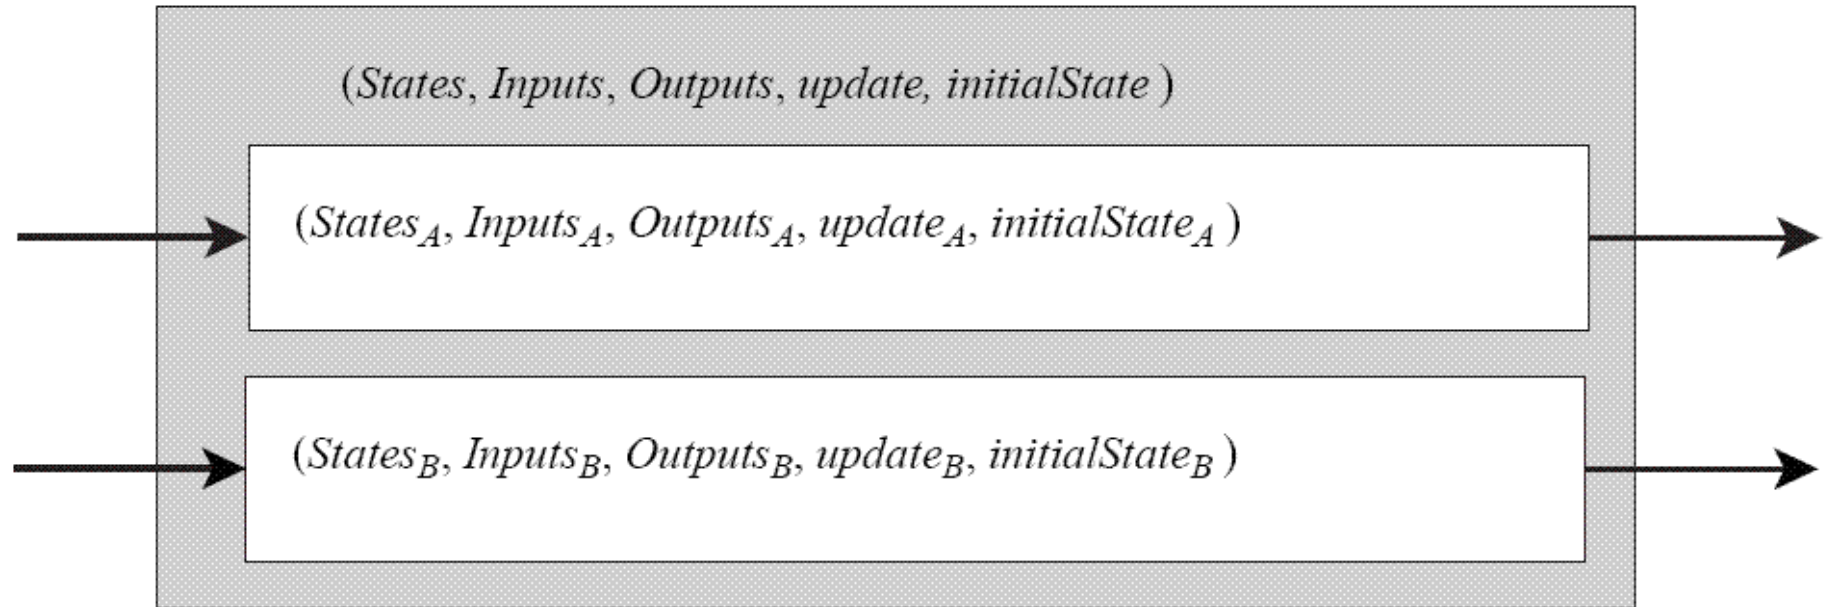 (States, Inputs, Outputs, update, initialState )
(States_A, Inputs_A, Outputs_A, update_A, initialState_A )
(States_B, Inputs_B, Outputs_B, update_B, initialState_B )